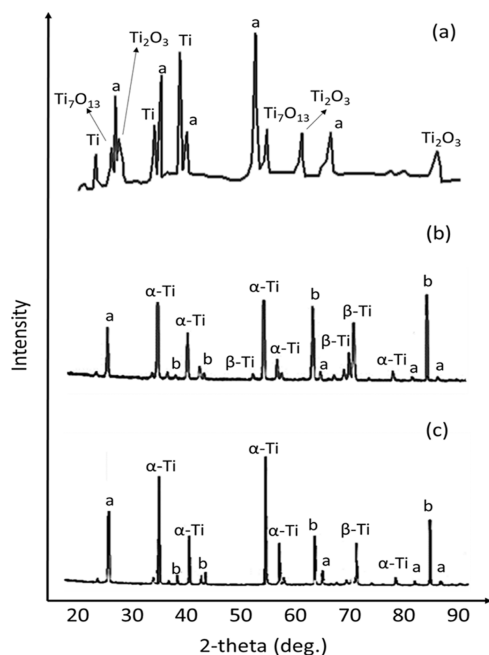 (a)
a
Ti
Ti₂O₃
a
a
Ti₇O₁₃
Ti
Ti
a
Ti₇O₁₃
Ti₂O₃
a
Ti₂O₃
(b)
α-Ti
α-Ti
b
b
β-Ti
α-Ti
a
b
b
β-Ti
α-Ti
β-Ti
a
α-Ti
a
a
(c)
α-Ti
α-Ti
b
a
α-Ti
α-Ti
b
β-Ti
b
b
a
α-Ti
a
a
Intensity
20 30 40 50 60 70 80 90
2-theta (deg.)